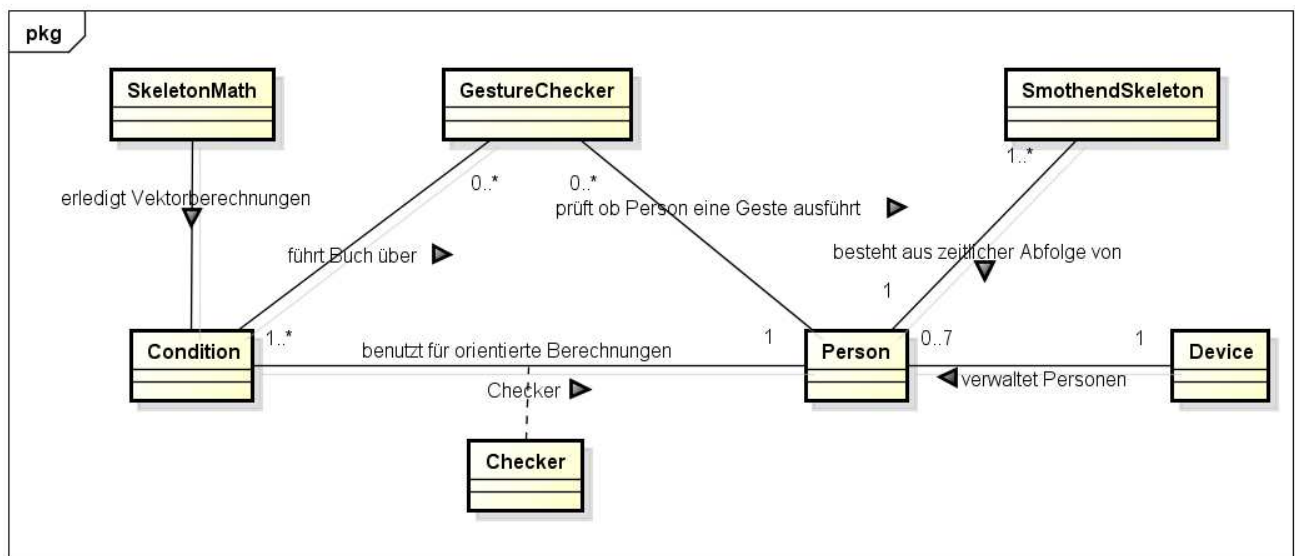 pkg
SkeletonMath
GestureChecker
SmothendSkeleton
1..*
0..*
0..*
erledigt Vektorberechnungen
prüft ob Person eine Geste ausführt
führt Buch über
besteht aus zeitlicher Abfolge von
1
1..*
1
0..7
1
Condition
benutzt für orientierte Berechnungen
Person
Device
Checker
verwaltet Personen
Checker